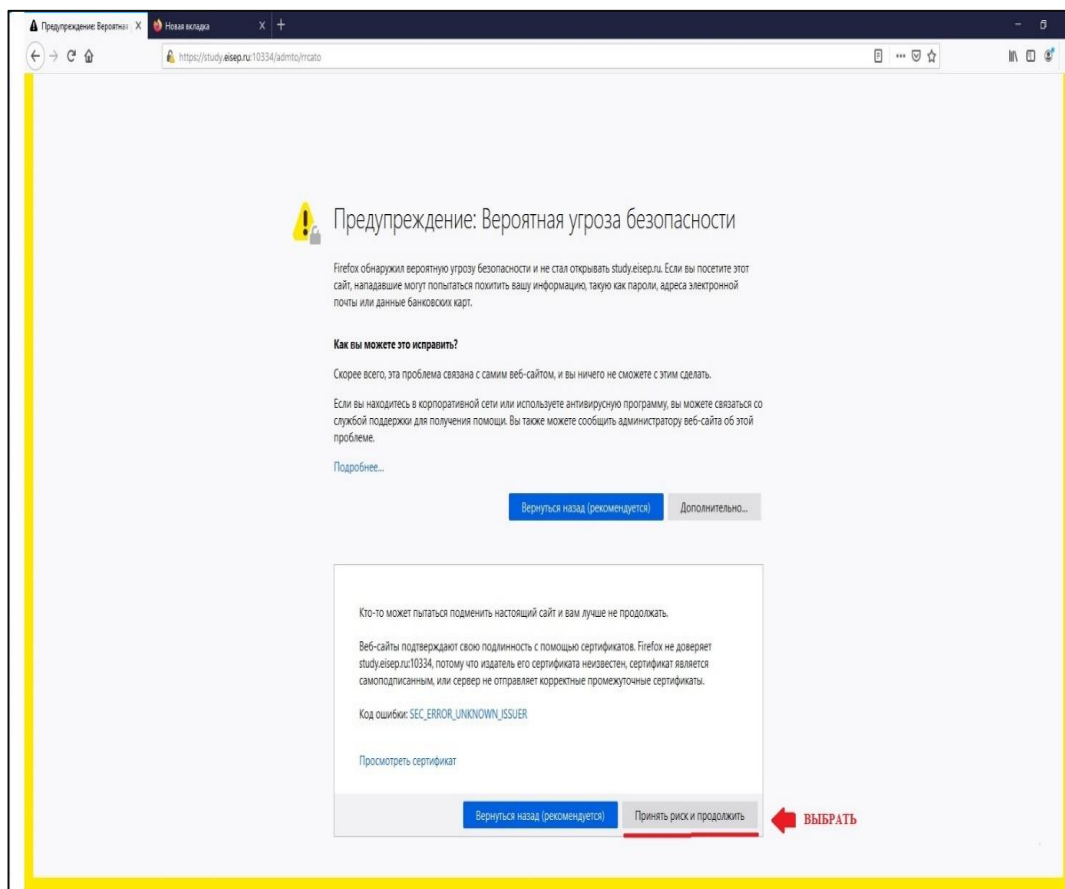 Предупреждение: Вероятная X
Новая вкладка X +
https://study.eisep.ru:10334/admto/rrcato
Предупреждение: Вероятная угроза безопасности
Firefox обнаружил вероятную угрозу безопасности и не стал открывать study.eisep.ru. Если вы посетите этот
сайт, нападавшие могут попытаться похитить вашу информацию, такую как пароли, адреса электронной
почты или данные банковских карт.
Как вы можете это исправить?
Скорее всего, эта проблема связана с самим веб-сайтом, и вы ничего не сможете с этим сделать.
Если вы находитесь в корпоративной сети или используете антивирусную программу, вы можете связаться со
службой поддержки для получения помощи. Вы также можете сообщить администратору веб-сайта об этой
проблеме.
Подробнее...
Вернуться назад (рекомендуется) Дополнительно...
Кто-то может пытаться подменить настоящий сайт и вам лучше не продолжать.
Веб-сайты подтверждают свою подлинность с помощью сертификатов. Firefox не доверяет
study.eisep.ru:10334, потому что издатель его сертификата неизвестен, сертификат является
самоподписанным, или сервер не отправляет корректные промежуточные сертификаты.
Код ошибки: SEC_ERROR_UNKNOWN_ISSUER
Просмотреть сертификат
Вернуться назад (рекомендуется) Принять риск и продолжить ВЫБРАТЬ